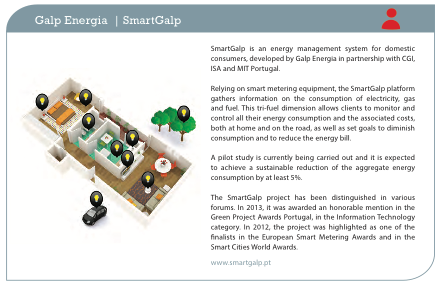 Galp Energia | SmartGalp
SmartGalp is an energy management system for domestic
consumers, developed by Galp Energia in partnership with CGI,
ISA and MIT Portugal.
Relying on smart metering equipment, the SmartGalp platform
gathers information on the consumption of electricity, gas
and fuel. This tri-fuel dimension allows clients to monitor and
control all their energy consumption and the associated costs,
both at home and on the road, as well as set goals to diminish
consumption and to reduce the energy bill.
A pilot study is currently being carried out and it is expected
to achieve a sustainable reduction of the aggregate energy
consumption by at least 5%.
The SmartGalp project has been distinguished in various
forums. In 2013, it was awarded an honorable mention in the
Green Project Awards Portugal, in the Information Technology
category. In 2012, the project was highlighted as one of the
finalists in the European Smart Metering Awards and in the
Smart Cities World Awards.
www.smartgalp.pt